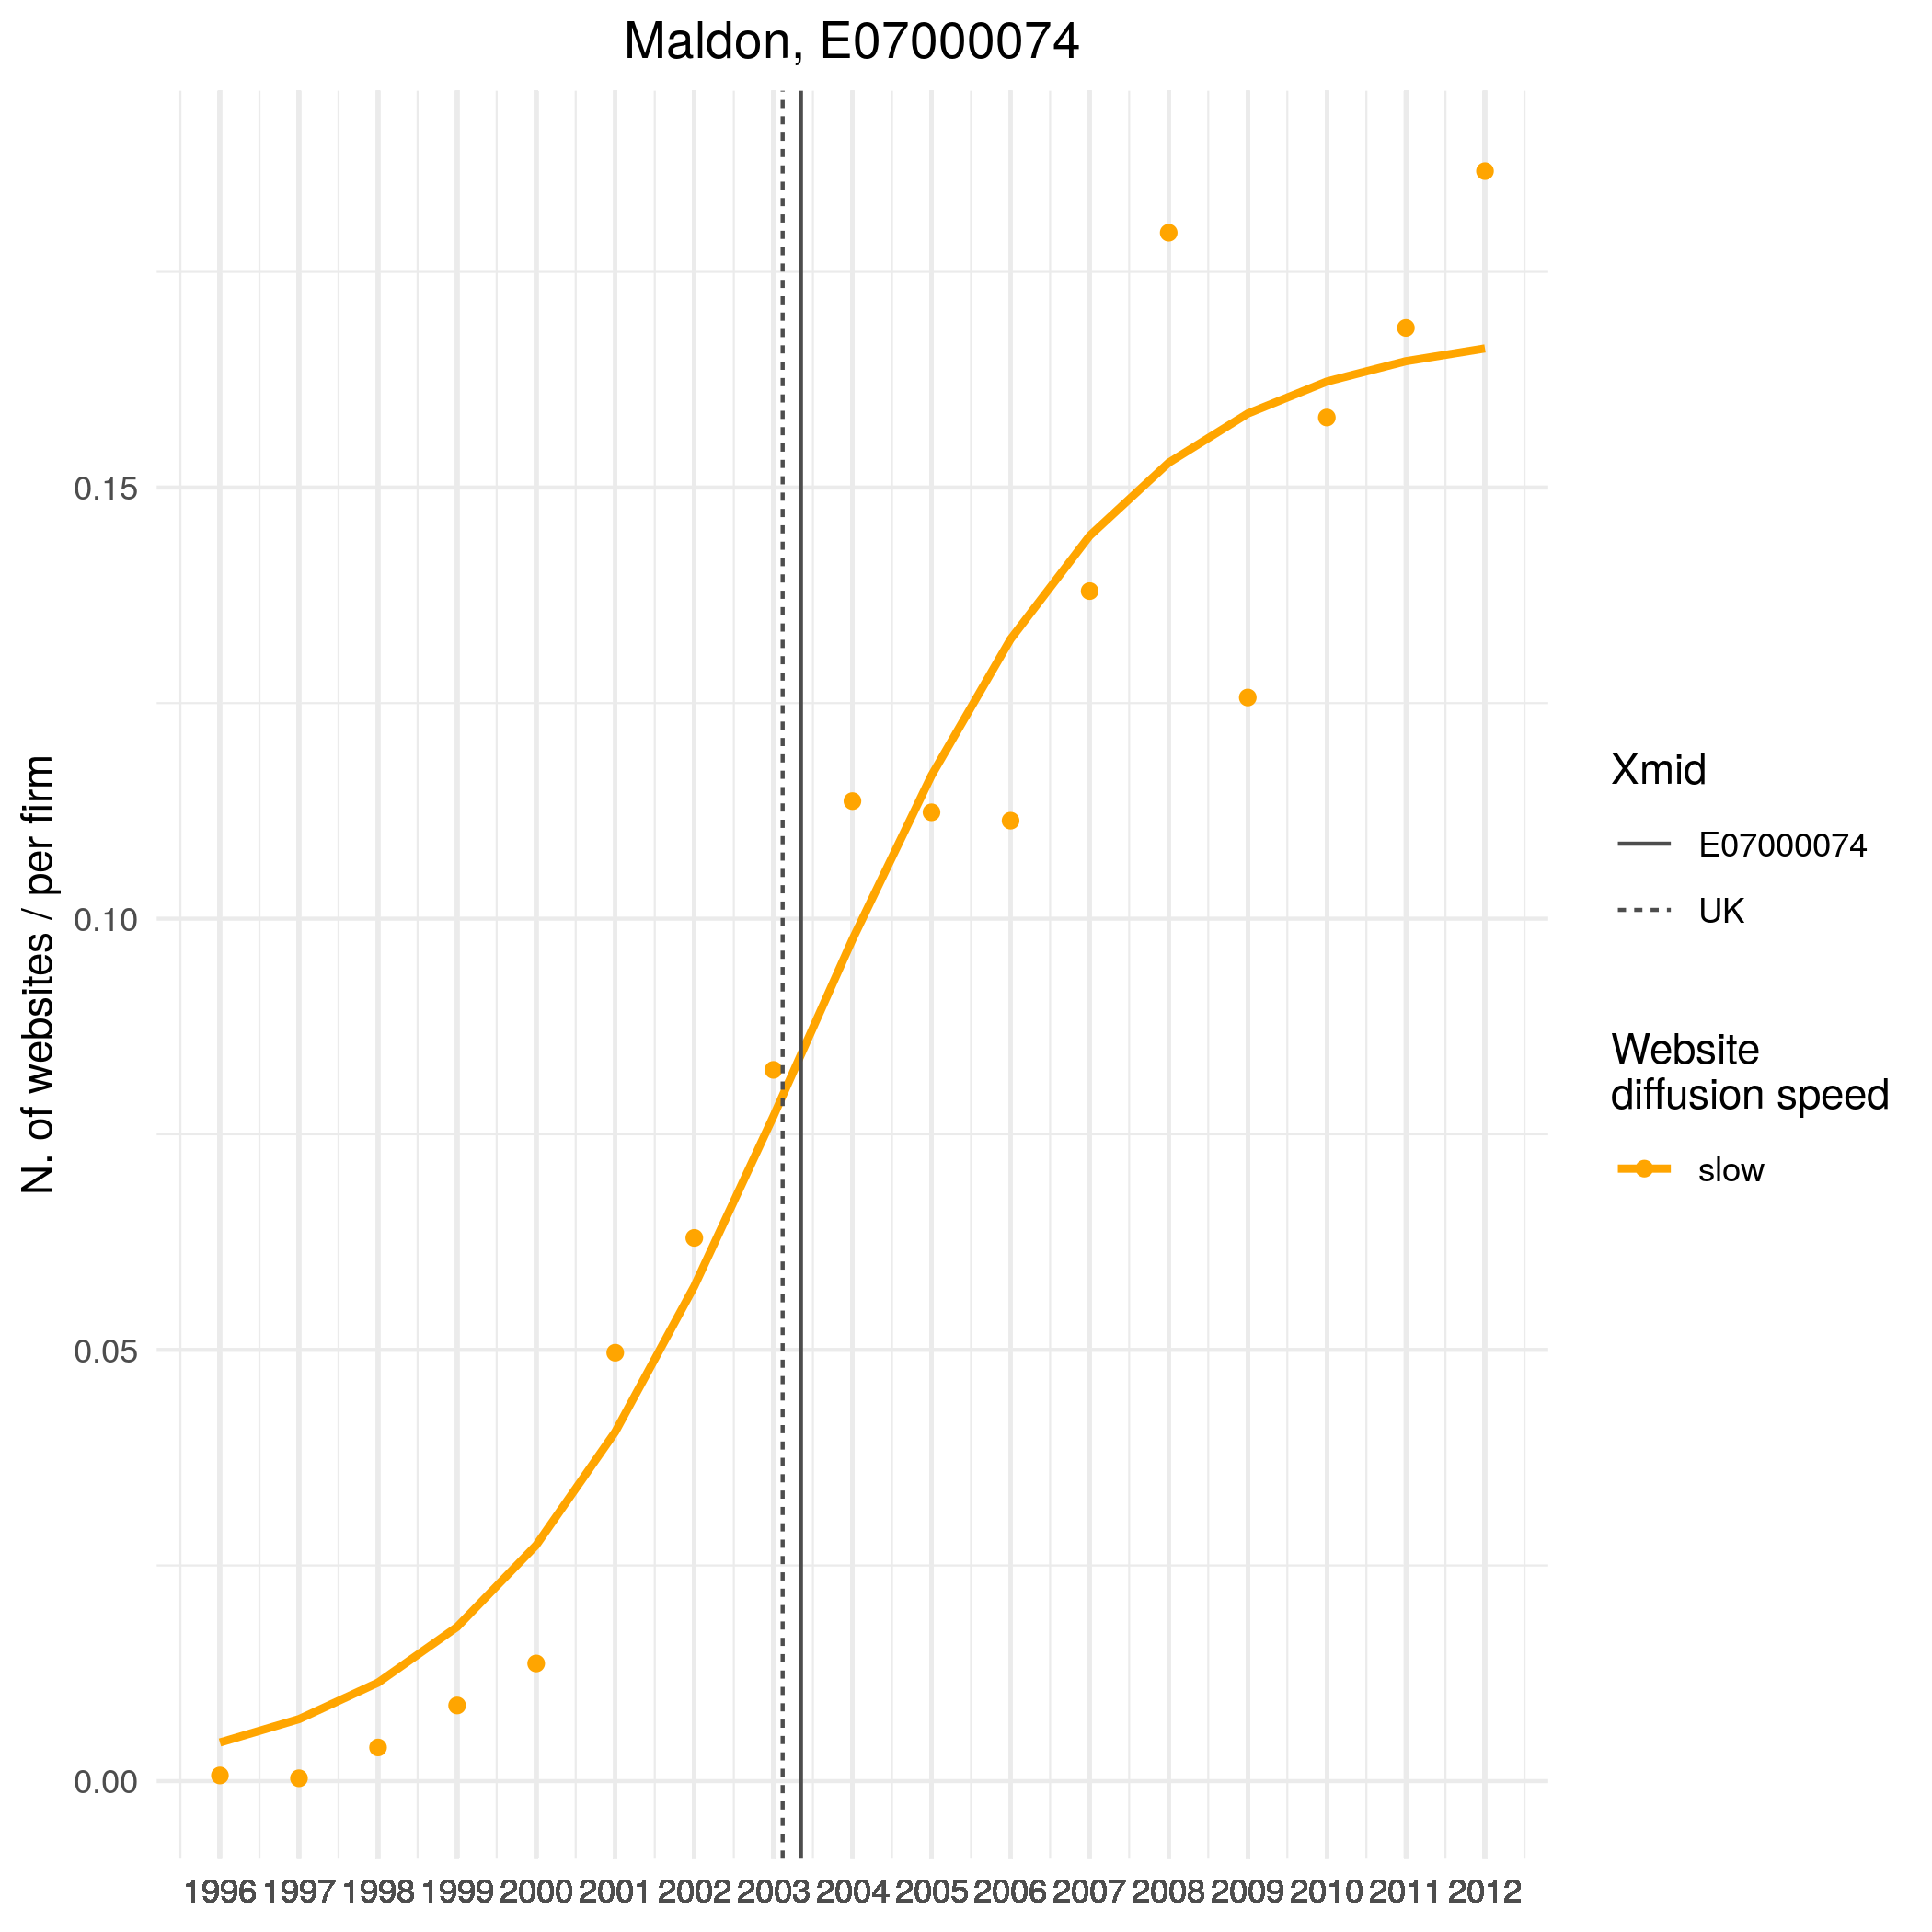 Maldon, E07000074
N. of websites / per firm
0.15
0.10
0.05
0.00
1996 1997 1998 1999 2000 2001 2002 2003 2004 2005 2006 2007 2008 2009 2010 2011 2012
Xmid
E07000074
UK
Website
diffusion speed
slow